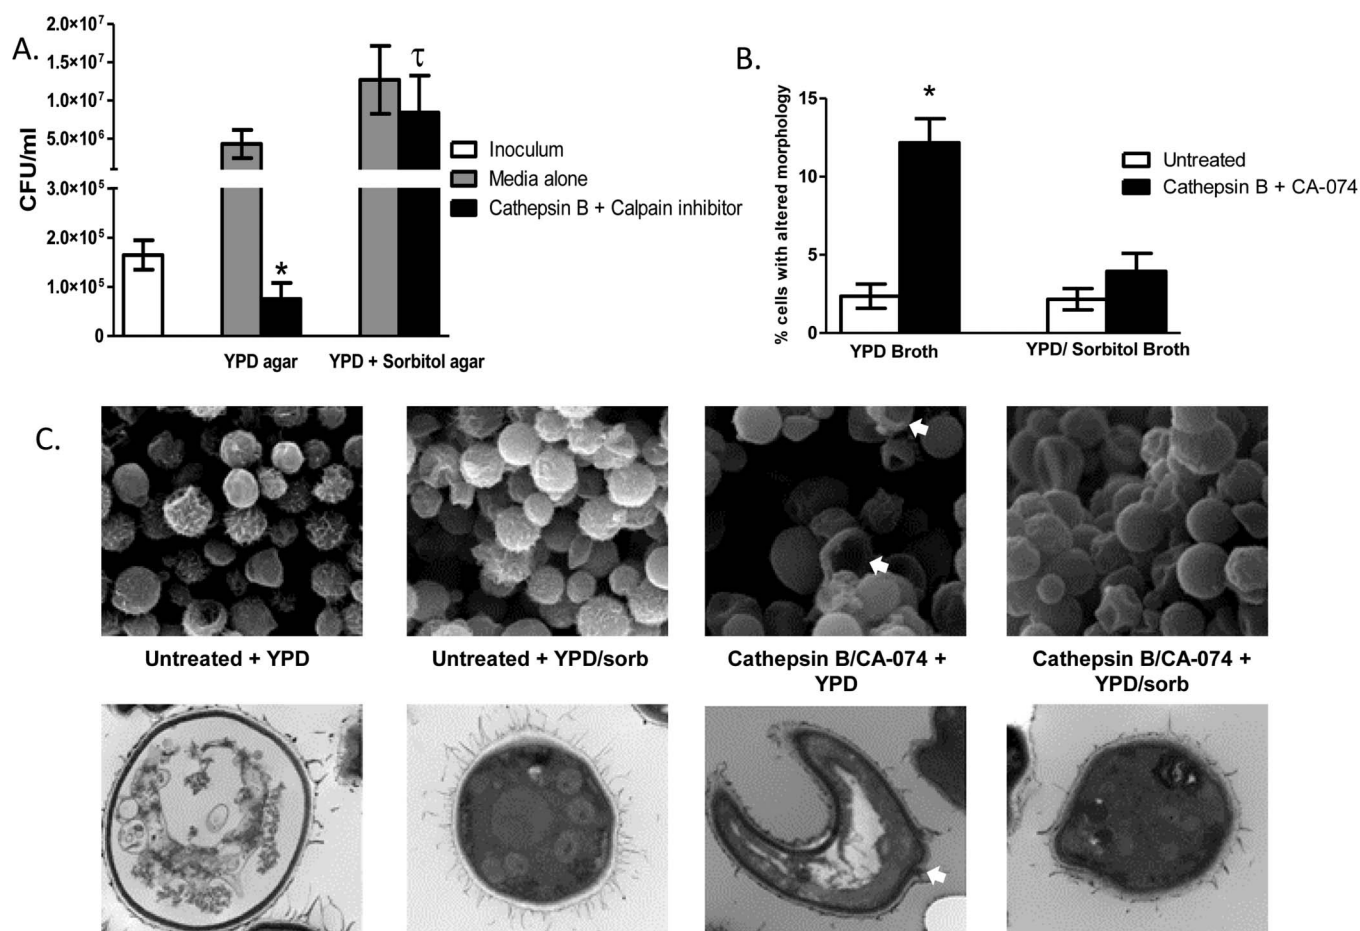 A.
CFU/ml
2.0×10⁷
1.5×10⁷
1.0×10⁷
5.0×10⁶
3.0×10⁵
2.0×10⁵
1.0×10⁵
0
*
τ
YPD agar
YPD + Sorbitol agar
Inoculum
Media alone
Cathepsin B + Calpain inhibitor
B.
% cells with altered morphology
15
10
5
0
*
YPD Broth
YPD/ Sorbitol Broth
Untreated
Cathepsin B + CA-074
C.
Untreated + YPD
Untreated + YPD/sorb
Cathepsin B/CA-074 +
YPD
Cathepsin B/CA-074 +
YPD/sorb